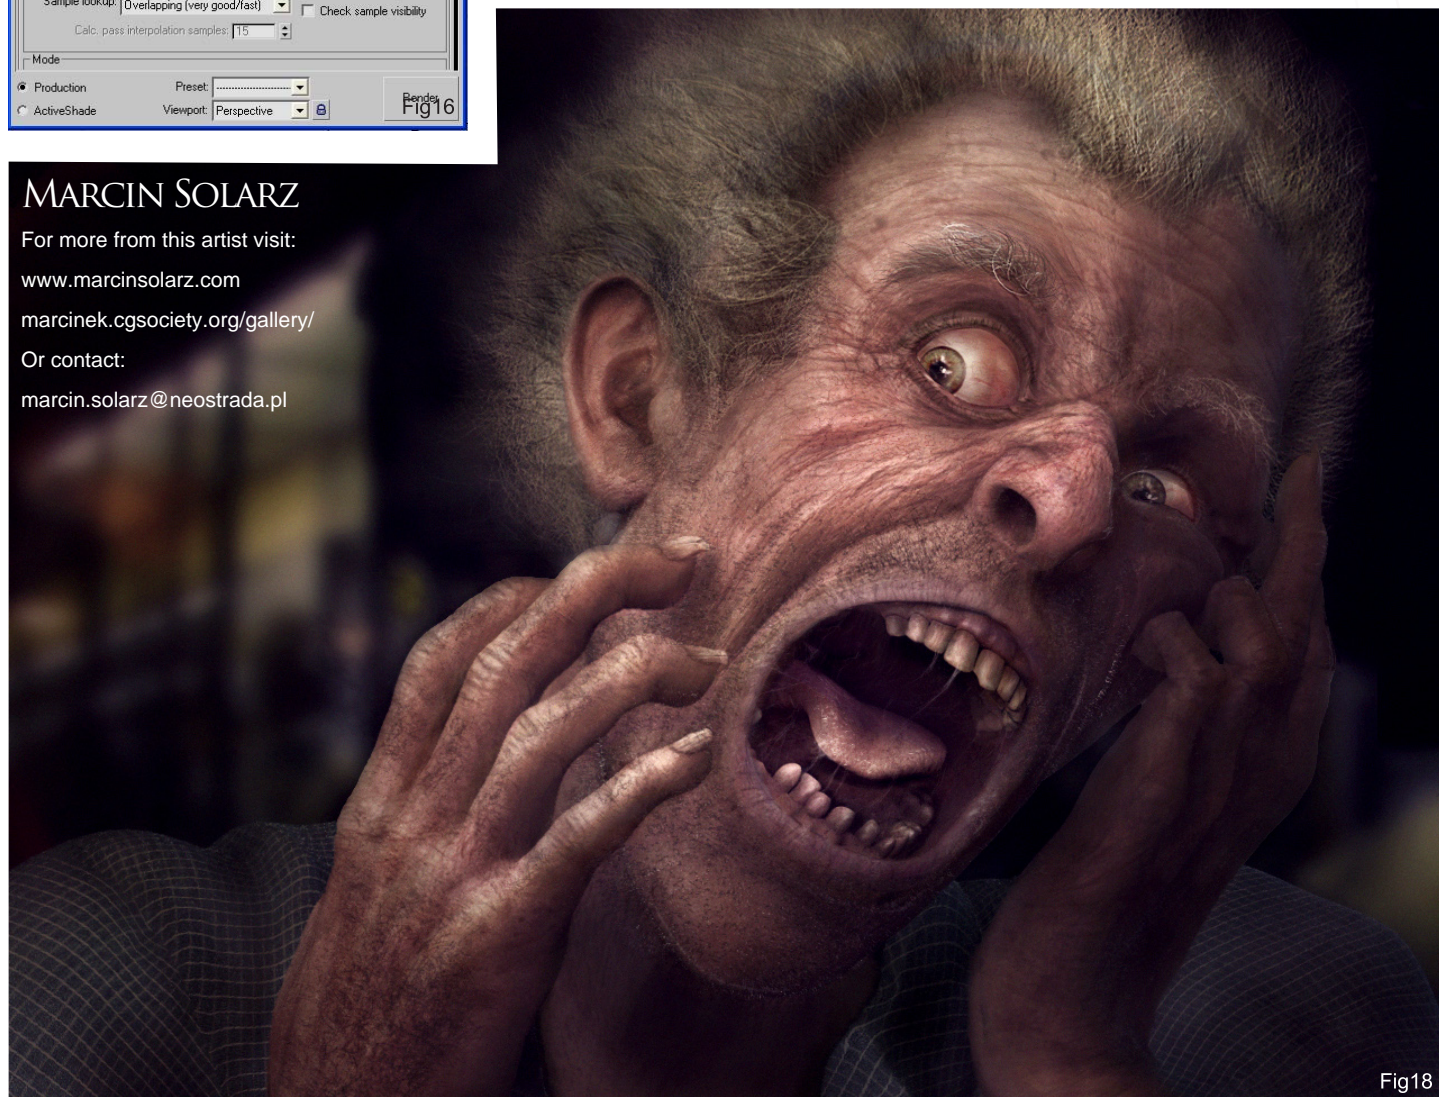 Sample lookup: Overlapping (very good/fast) Check sample visibility
Calc. pass interpolation samples: 15
Mode
Production Preset: -------------------------
Render
ActiveShade Viewport: Perspective
Fig16
MARCIN SOLARZ
For more from this artist visit:
www.marcinsolarz.com
marcinek.cgsociety.org/gallery/
Or contact:
marcin.solarz@neostrada.pl
Fig18